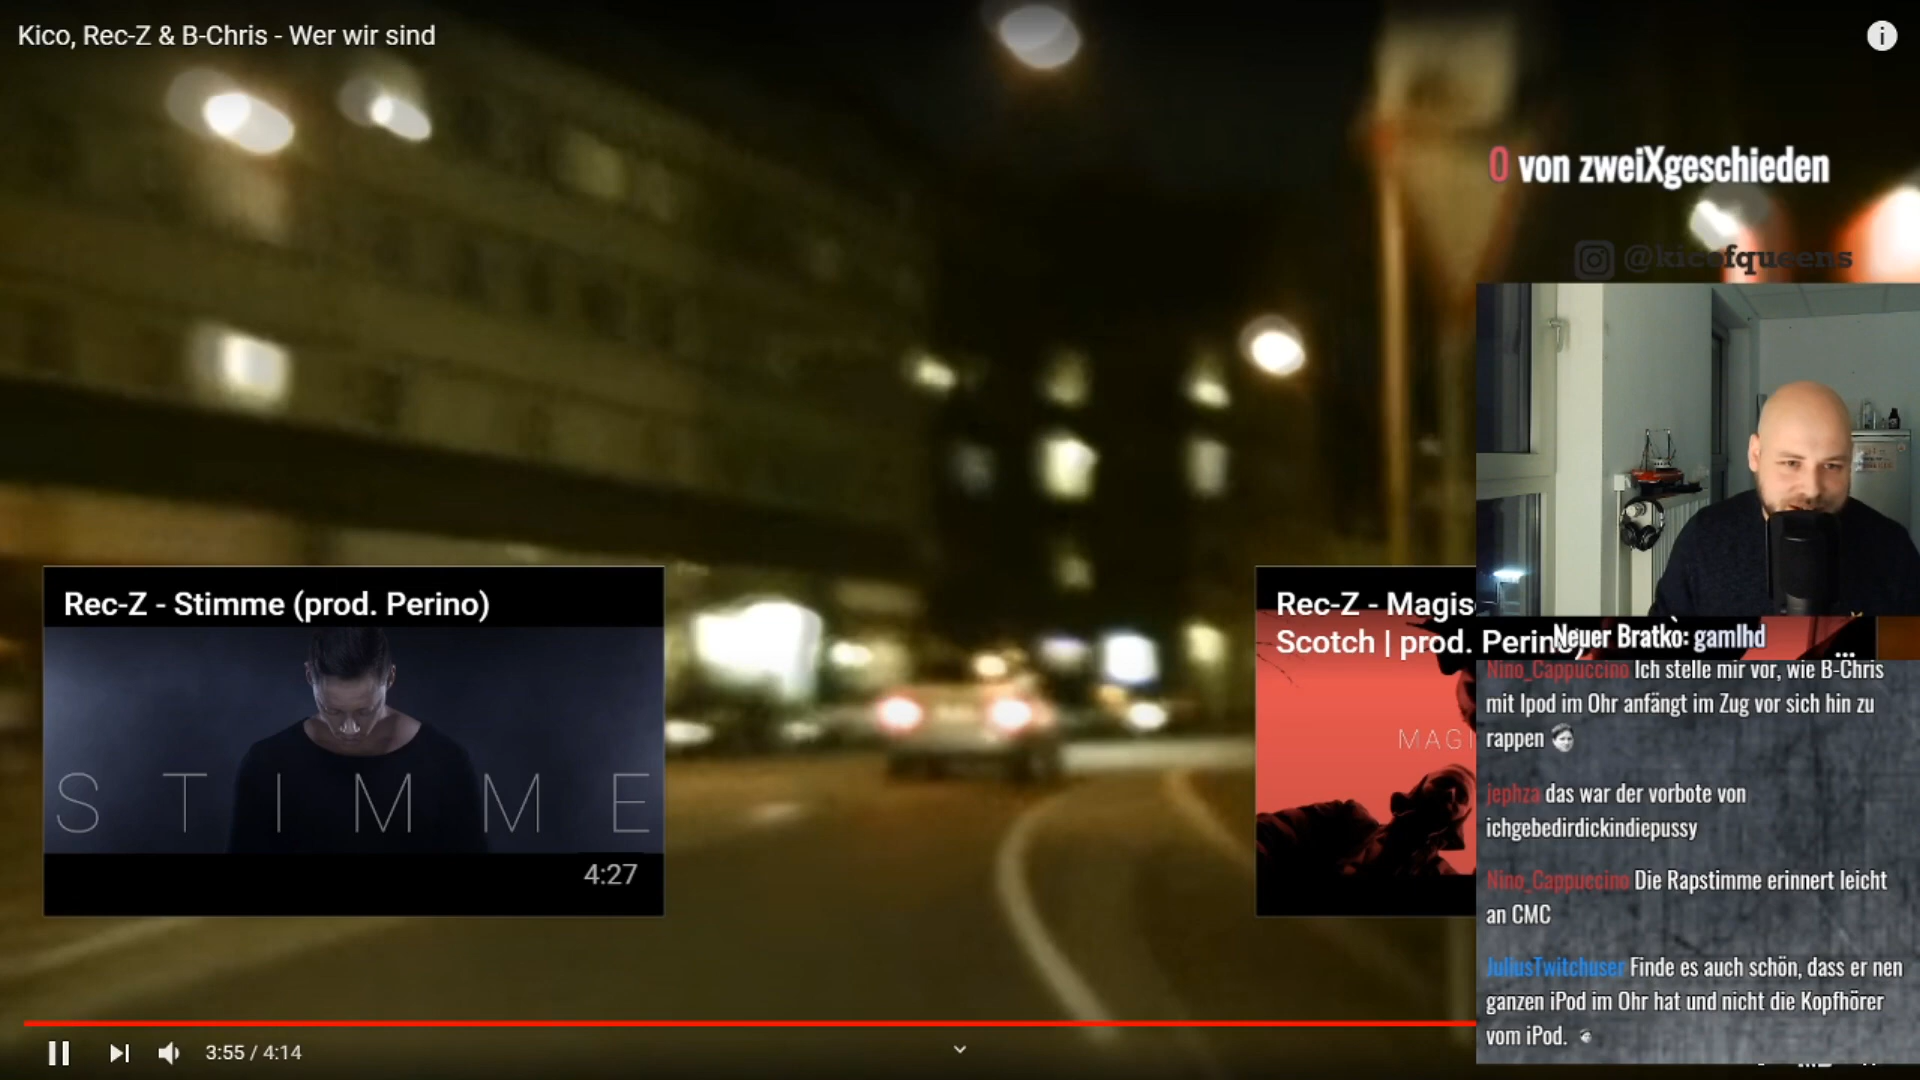 Kico, Rec-Z & B-Chris - Wer wir sind
0 von zweiXgeschieden
@kicofqueens
Rec-Z - Stimme (prod. Perino)
STIMME
4:27
Rec-Z - Magis
Scotch | prod. Perino)
MAGI
Neuer Bratko: gamlhd
...
Nino_Cappuccino Ich stelle mir vor, wie B-Chris
mit Ipod im Ohr anfängt im Zug vor sich hin zu
rappen
jephza das war der vorbote von
ichgebedirdickindiepussy
Nino_Cappuccino Die Rapstimme erinnert leicht
an CMC
JuliusTwitchuser Finde es auch schön, dass er nen
ganzen iPod im Ohr hat und nicht die Kopfhörer
vom iPod.
3:55 / 4:14